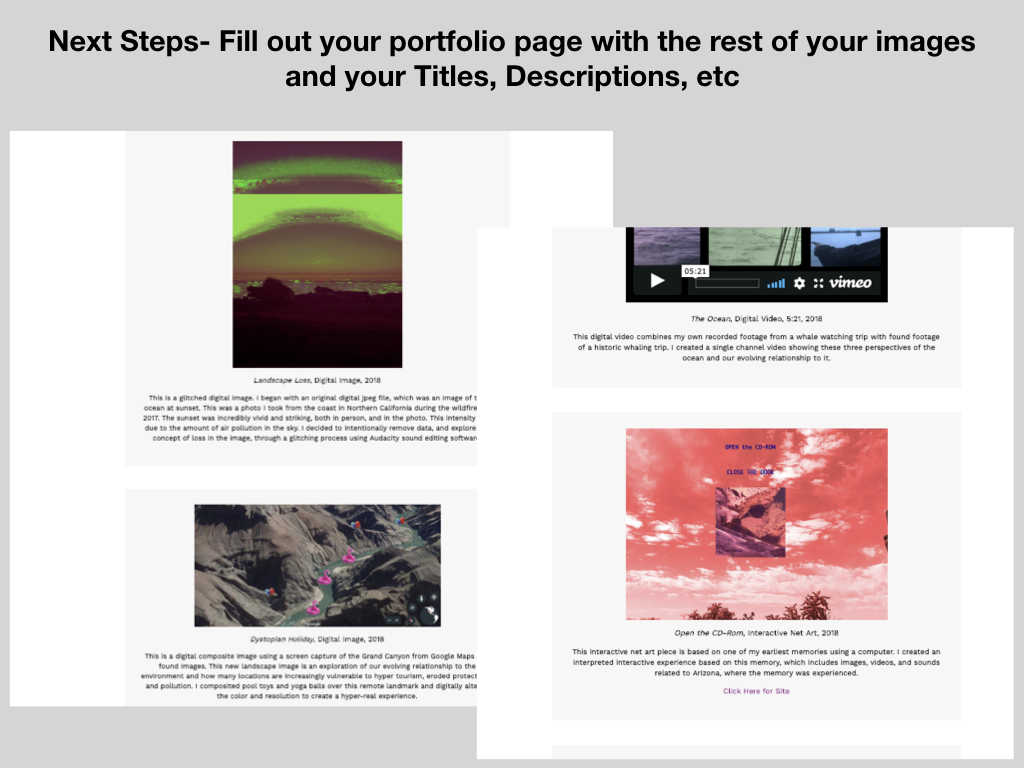 Next Steps- Fill out your portfolio page with the rest of your images
and your Titles, Descriptions, etc
Landscape Loss, Digital Image, 2018
This is a glitched digital image. I began with an original digital jpeg file, which was an image of t
ocean at sunset. This was a photo I took from the coast in Northern California during the wildfire
2017. The sunset was incredibly vivid and striking, both in person, and in the photo. This intensity
due to the amount of air pollution in the sky. I decided to intentionally remove data, and explore
concept of loss in the image, through a glitching process using Audacity sound editing softwar
Dystopian Holiday, Digital Image, 2018
This is a digital composite image using a screen capture of the Grand Canyon from Google Maps
found images. This new landscape image is an exploration of our evolving relationship to the
environment and how many locations are increasingly vulnerable to hyper tourism, eroded protect
and pollution. I composited pool toys and yoga balls over this remote landmark and digitally alte
the color and resolution to create a hyper-real experience.
05:21
vimeo
The Ocean, Digital Video, 5:21, 2018
This digital video combines my own recorded footage from a whale watching trip with found footage
of a historic whaling trip. I created a single channel video showing these three perspectives of the
ocean and our evolving relationship to it.
OPEN the CD-ROM
CLOSE THE DOOR
Open the CD-Rom, Interactive Net Art, 2018
This interactive net art piece is based on one of my earliest memories using a computer. I created an
interpreted interactive experience based on this memory, which includes images, videos, and sounds
related to Arizona, where the memory was experienced.
Click Here for Site